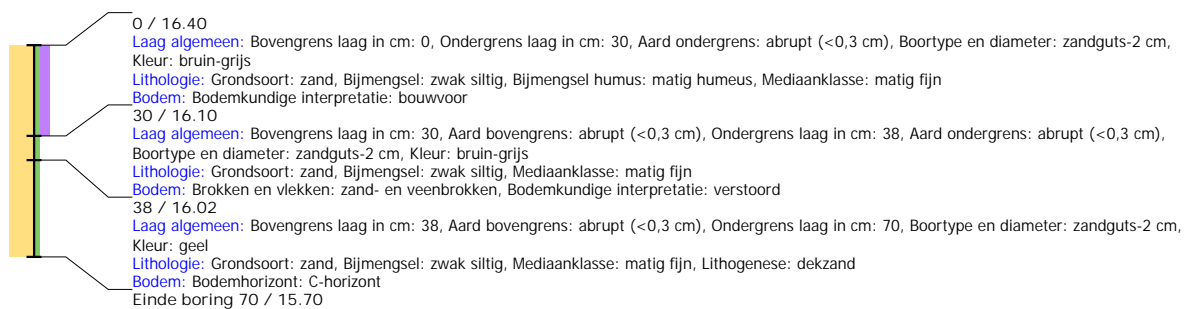 0 / 16.40
Laag algemeen: Bovengrens laag in cm: 0, Ondergrens laag in cm: 30, Aard ondergrens: abrupt (<0,3 cm), Boortype en diameter: zandguts-2 cm,
Kleur: bruin-grijs
Lithologie: Grondsoort: zand, Bijmengsel: zwak siltig, Bijmengsel humus: matig humeus, Mediaanklasse: matig fijn
Bodem: Bodemkundige interpretatie: bouwvoor
30 / 16.10
Laag algemeen: Bovengrens laag in cm: 30, Aard bovengrens: abrupt (<0,3 cm), Ondergrens laag in cm: 38, Aard ondergrens: abrupt (<0,3 cm),
Boortype en diameter: zandguts-2 cm, Kleur: bruin-grijs
Lithologie: Grondsoort: zand, Bijmengsel: zwak siltig, Mediaanklasse: matig fijn
Bodem: Brokken en vlekken: zand- en veenbrokken, Bodemkundige interpretatie: verstoord
38 / 16.02
Laag algemeen: Bovengrens laag in cm: 38, Aard bovengrens: abrupt (<0,3 cm), Ondergrens laag in cm: 70, Boortype en diameter: zandguts-2 cm,
Kleur: geel
Lithologie: Grondsoort: zand, Bijmengsel: zwak siltig, Mediaanklasse: matig fijn, Lithogenese: dekzand
Bodem: Bodemhorizont: C-horizont
Einde boring 70 / 15.70